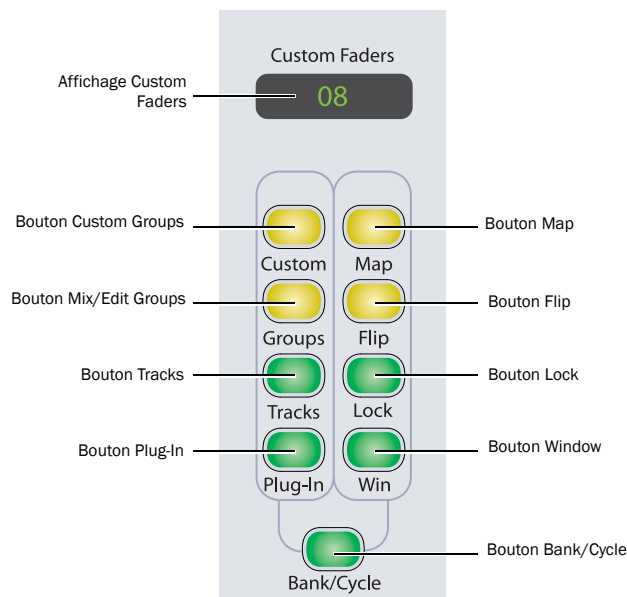 Custom Faders
Affichage Custom
Faders
08
Bouton Custom Groups
Bouton Map
Custom
Map
Bouton Mix/Edit Groups
Bouton Flip
Groups
Flip
Bouton Tracks
Bouton Lock
Tracks
Lock
Bouton Plug-In
Bouton Window
Plug-In
Win
Bouton Bank/Cycle
Bank/Cycle